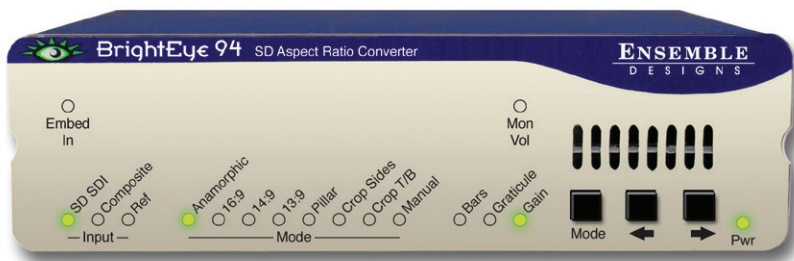 BrightEye 94 SD Aspect Ratio Converter
ENSEMBLE
DESIGNS
Embed
In
Mon
Vol
SD SDI
Composite
Ref
Input
Anamorphic
16:9
14:9
13:9
Pillar
Crop Sides
Crop T/B
Manual
Mode
Bars
Graticule
Gain
Mode
Pwr